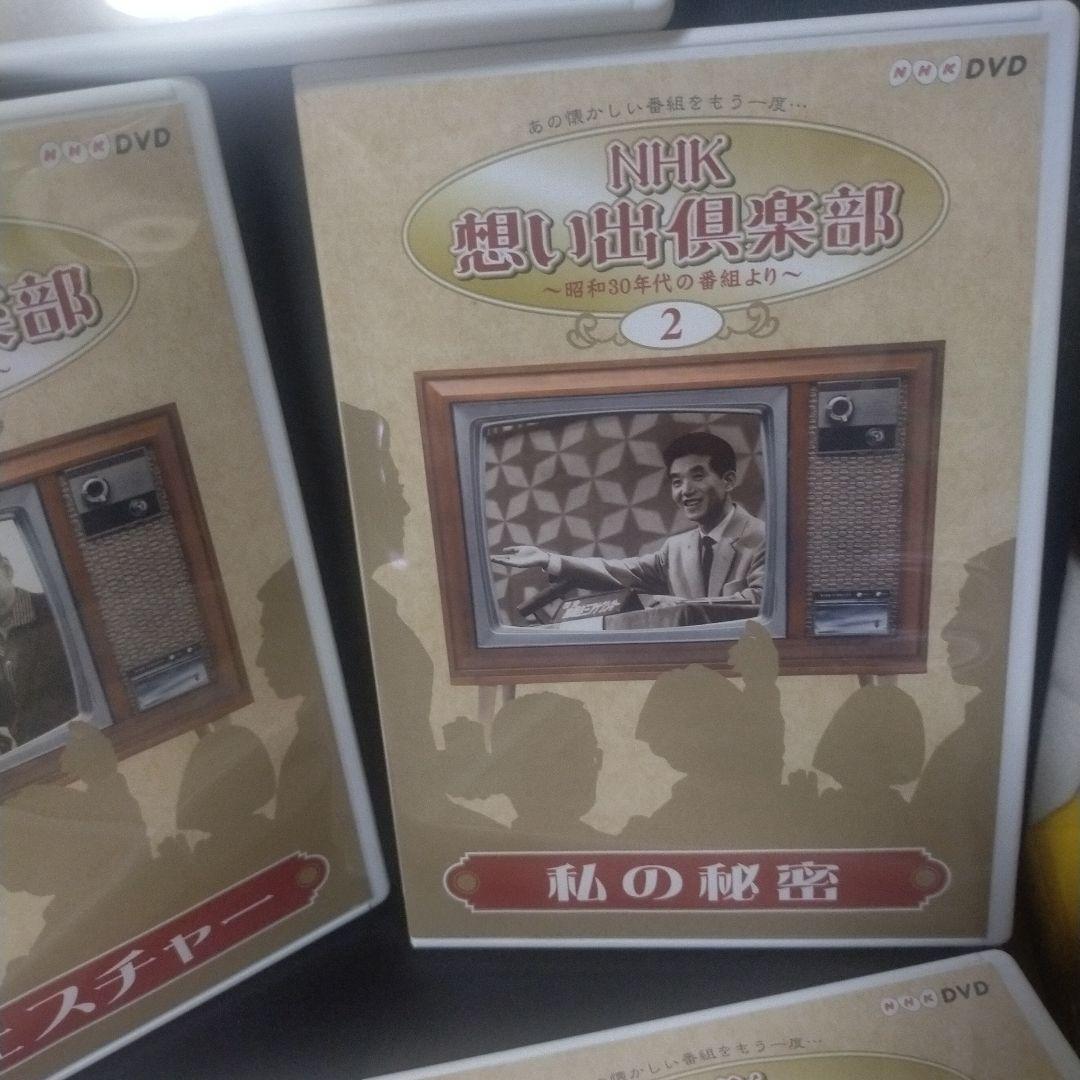 NHK DVD
あの懐かしい番組をもう一度…
NHK
想い出倶楽部
～昭和30年代の番組より～
2
私の秘密
NHK DVD
楽部
～
ェスチャー
NHK DVD
の懐かしい番組をもう一度…